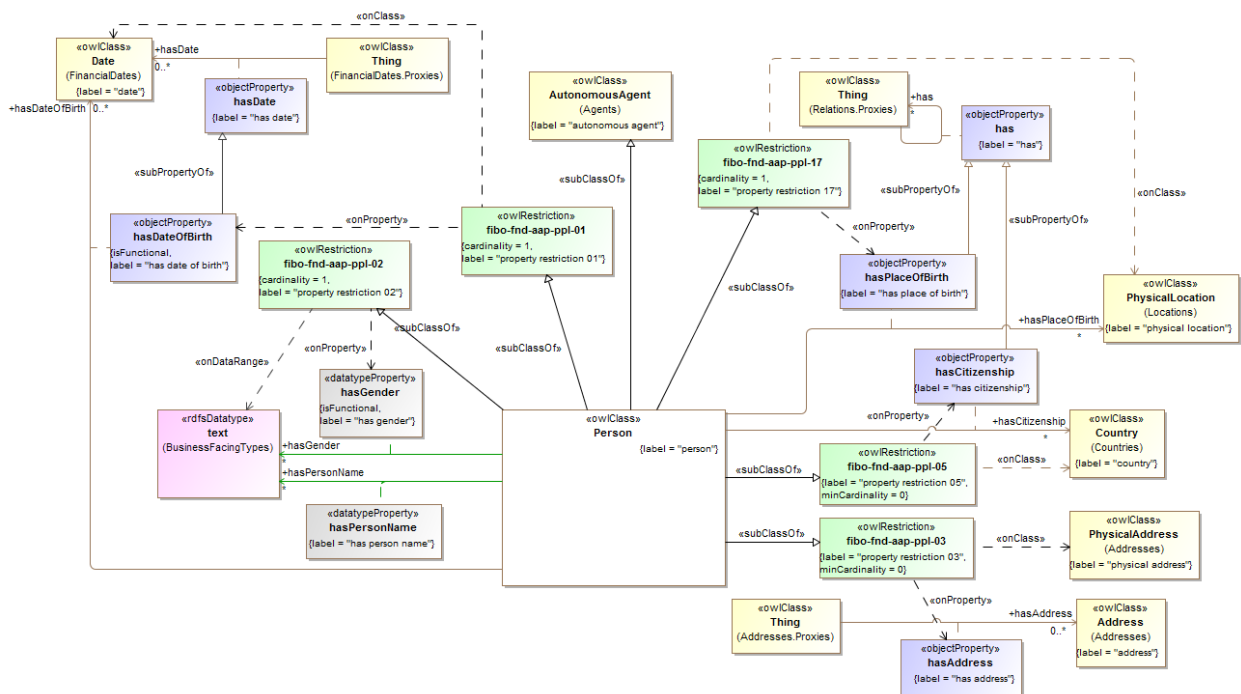 «onClass»
«owlClass»
Date
(FinancialDates)
{label = "date"}
+hasDate
0..*
«owlClass»
Thing
(FinancialDates.Proxies)
+hasDateOfBirth
0..*
«objectProperty»
hasDate
{label = "has date"}
«owlClass»
AutonomousAgent
(Agents)
{label = "autonomous agent"}
«owlClass»
Thing
(Relations.Proxies)
+has
*
«objectProperty»
has
{label = "has"}
«owlRestriction»
fibo-fnd-aap-ppl-17
{cardinality = 1,
label = "property restriction 17"}
«subPropertyOf»
«subClassOf»
«subPropertyOf»
«onClass»
«subPropertyOf»
«objectProperty»
hasDateOfBirth
{isFunctional,
label = "has date of birth"}
«onProperty»
«owlRestriction»
fibo-fnd-aap-ppl-01
{cardinality = 1,
label = "property restriction 01"}
«owlRestriction»
fibo-fnd-aap-ppl-02
{cardinality = 1,
label = "property restriction 02"}
«onProperty»
«objectProperty»
hasPlaceOfBirth
{label = "has place of birth"}
«subClassOf»
«owlClass»
PhysicalLocation
(Locations)
{label = "physical location"}
+hasPlaceOfBirth
*
«subClassOf»
«subClassOf»
«onDataRange»
«onProperty»
«objectProperty»
hasCitizenship
{label = "has citizenship"}
«datatypeProperty»
hasGender
{isFunctional,
label = "has gender"}
«rdfsDatatype»
text
(BusinessFacingTypes)
+hasGender
*
+hasPersonName
*
«datatypeProperty»
hasPersonName
{label = "has person name"}
«owlClass»
Person
{label = "person"}
«onProperty»
+hasCitizenship
*
«owlClass»
Country
(Countries)
{label = "country"}
«subClassOf»
«owlRestriction»
fibo-fnd-aap-ppl-05
{label = "property restriction 05",
minCardinality = 0}
«onClass»
«subClassOf»
«owlRestriction»
fibo-fnd-aap-ppl-03
{label = "property restriction 03",
minCardinality = 0}
«onClass»
«owlClass»
PhysicalAddress
(Addresses)
{label = "physical address"}
«onProperty»
«owlClass»
Thing
(Addresses.Proxies)
+hasAddress
0..*
«owlClass»
Address
(Addresses)
{label = "address"}
«objectProperty»
hasAddress
{label = "has address"}